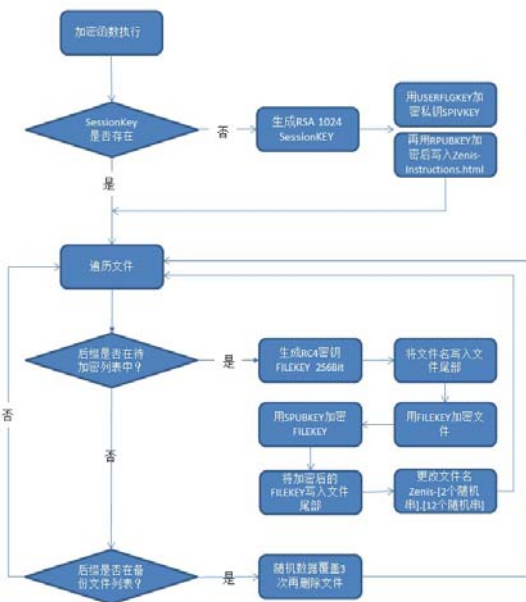 加密函数执行
SessionKey
是否存在
否
生成RSA 1024
SessionKEY
用USERFLGKEY加
密私钥SPIVKEY
再用RPUBKEY加
密后写入Zenis-
Instructions.html
是
遍历文件
后缀是否在待
加密列表中?
是
生成RC4密钥
FILEKEY 256Bit
将文件名写入文
件尾部
用FILEKEY加密文
件
用SPUBKEY加密
FILEKEY
将加密后的
FILEKEY写入文件
尾部
更改文件名
Zenis-[2个随机
串].[12个随机串]
否
否
后缀是否在备
份文件列表?
是
随机数据覆盖3
次再删除文件